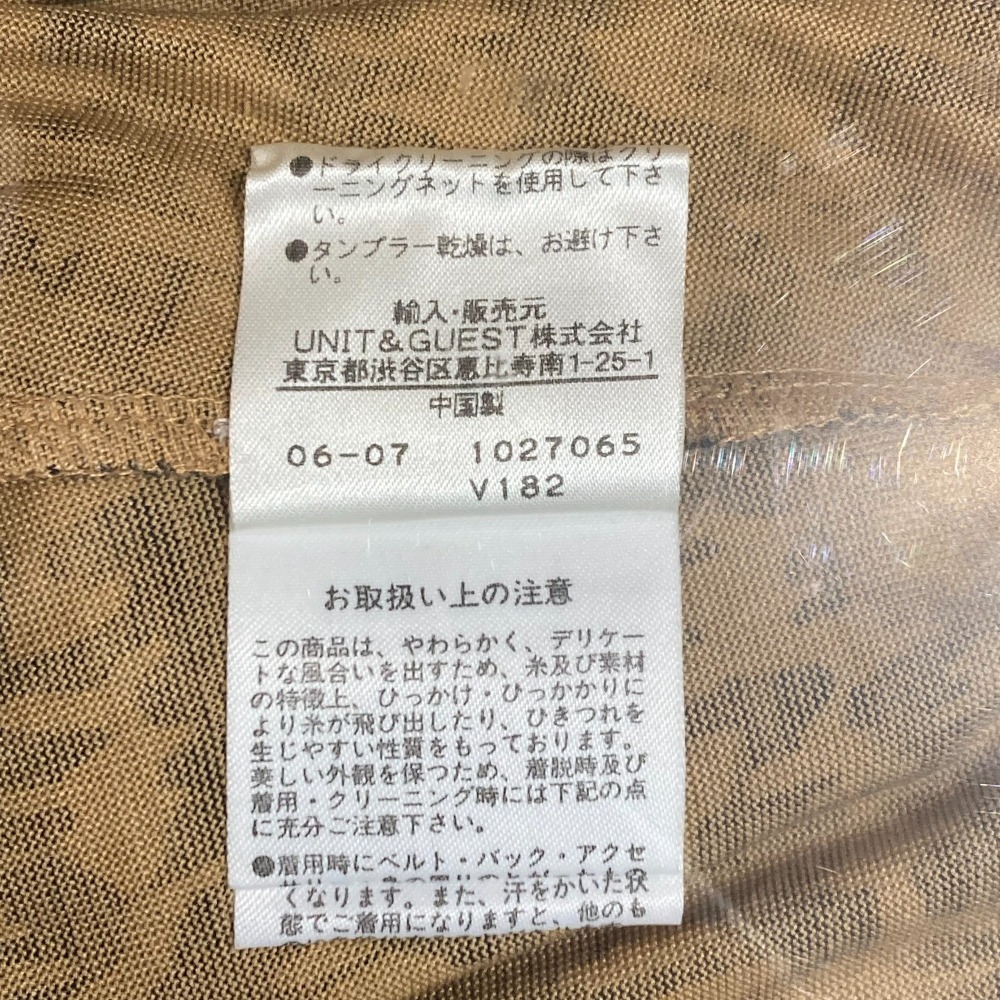 ●ドライクリーニングの際はクリ
ーニングネットを使用して下さ
い。
●タンブラー乾燥は、お避け下さ
い。
輸入・販売元
UNIT&GUEST株式会社
東京都渋谷区恵比寿南1-25-1
中国製
06-07 1027065
V182
お取扱い上の注意
この商品は、やわらかく、デリケー
トな風合いを出すため、糸及び素材
の特徴上、ひっかけ・ひっかかりに
より糸が飛び出したり、ひきつれを
生じやすい性質をもっております。
美しい外観を保つため、着脱時及び
着用・クリーニング時には下記の点
に充分ご注意下さい。
●着用時にベルト・バック・アクセ
くなります。また、汗をかいた状
態でご着用になりますと、他のも